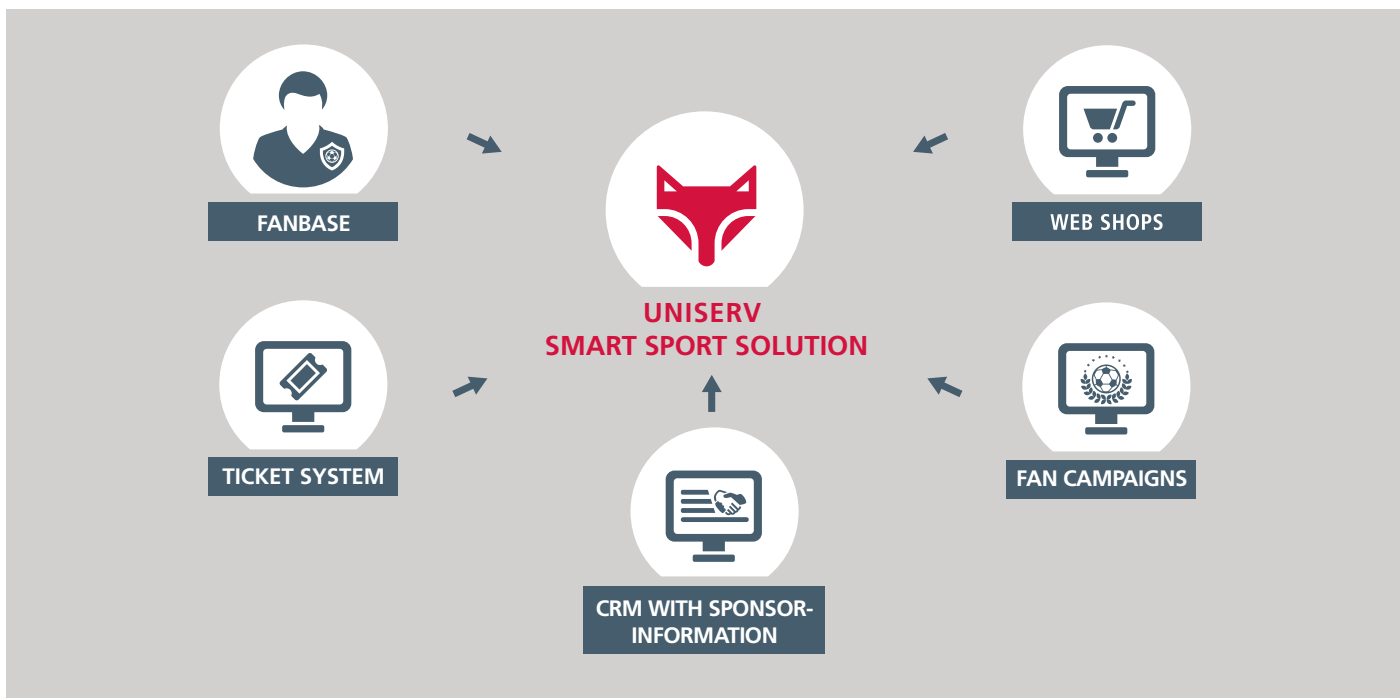 FANBASE
WEB SHOPS
UNISERV
SMART SPORT SOLUTION
TICKET SYSTEM
FAN CAMPAIGNS
CRM WITH SPONSOR-
INFORMATION